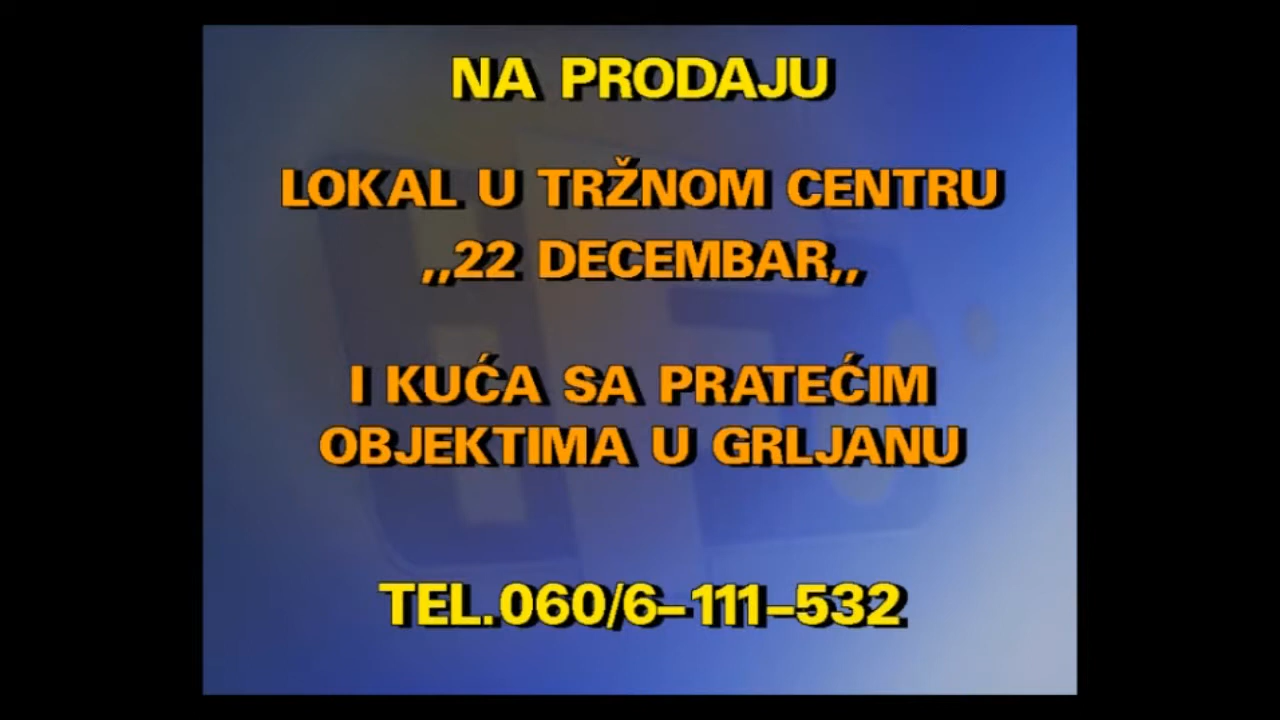 NA PRODAJU
LOKAL U TRŽNOM CENTRU
,,22 DECEMBAR,,
I KUĆA SA PRATEĆIM
OBJEKTIMA U GRLJANU
TEL.060/6-111-532